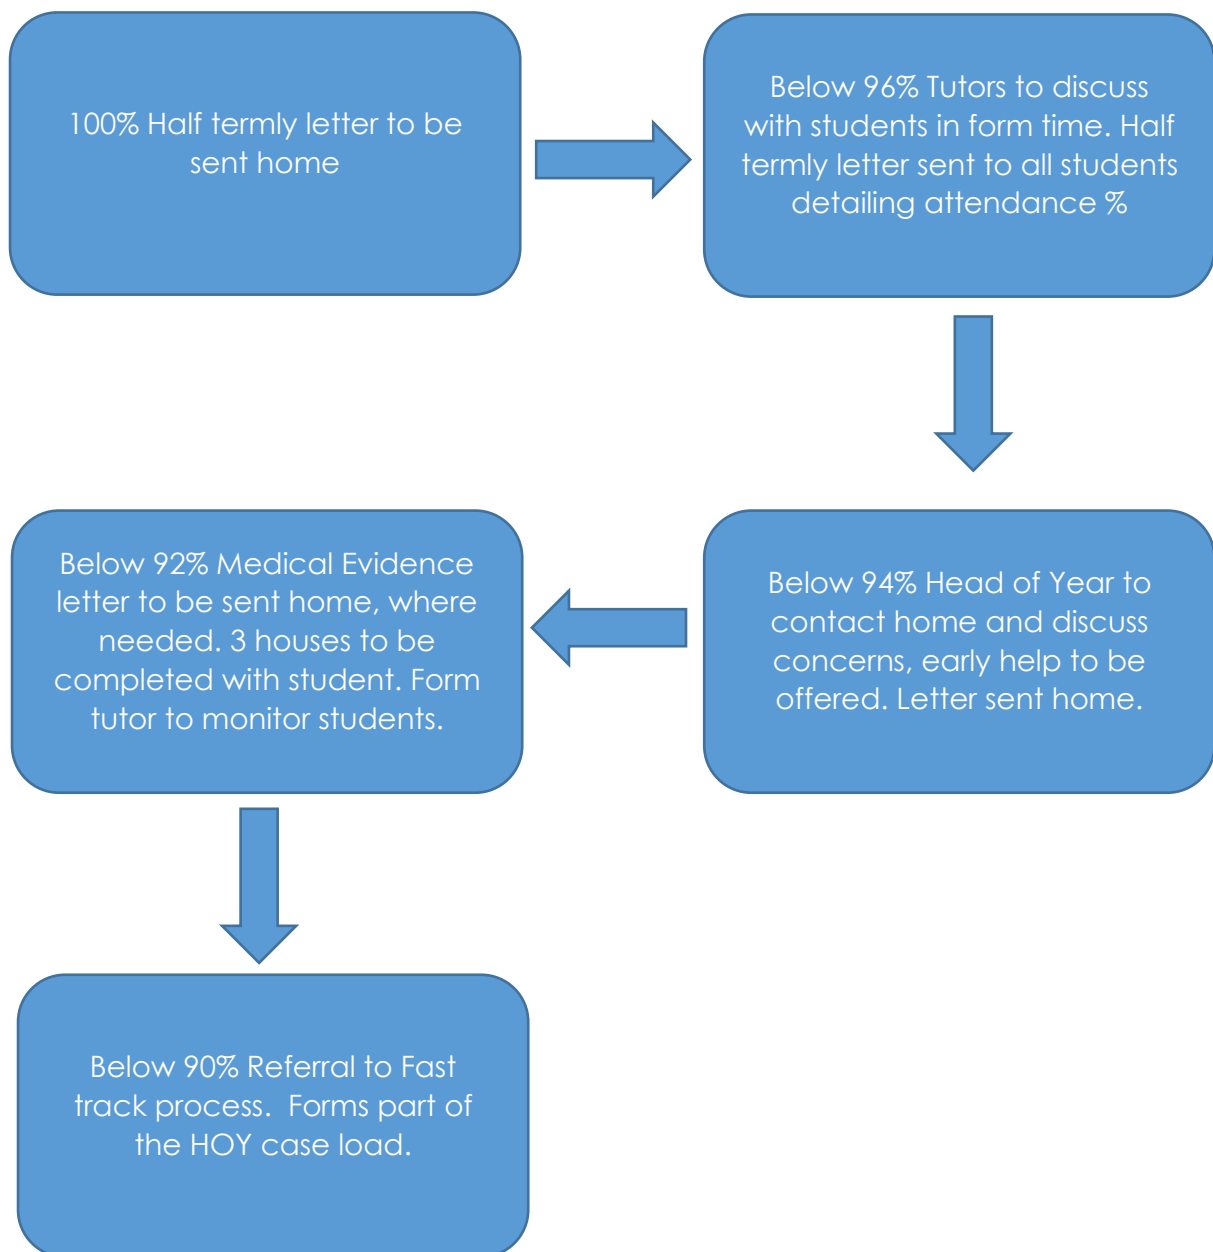 100% Half termly letter to be
sent home
Below 96% Tutors to discuss
with students in form time. Half
termly letter sent to all students
detailing attendance %
Below 94% Head of Year to
contact home and discuss
concerns, early help to be
offered. Letter sent home.
Below 92% Medical Evidence
letter to be sent home, where
needed. 3 houses to be
completed with student. Form
tutor to monitor students.
Below 90% Referral to Fast
track process.  Forms part of
the HOY case load.